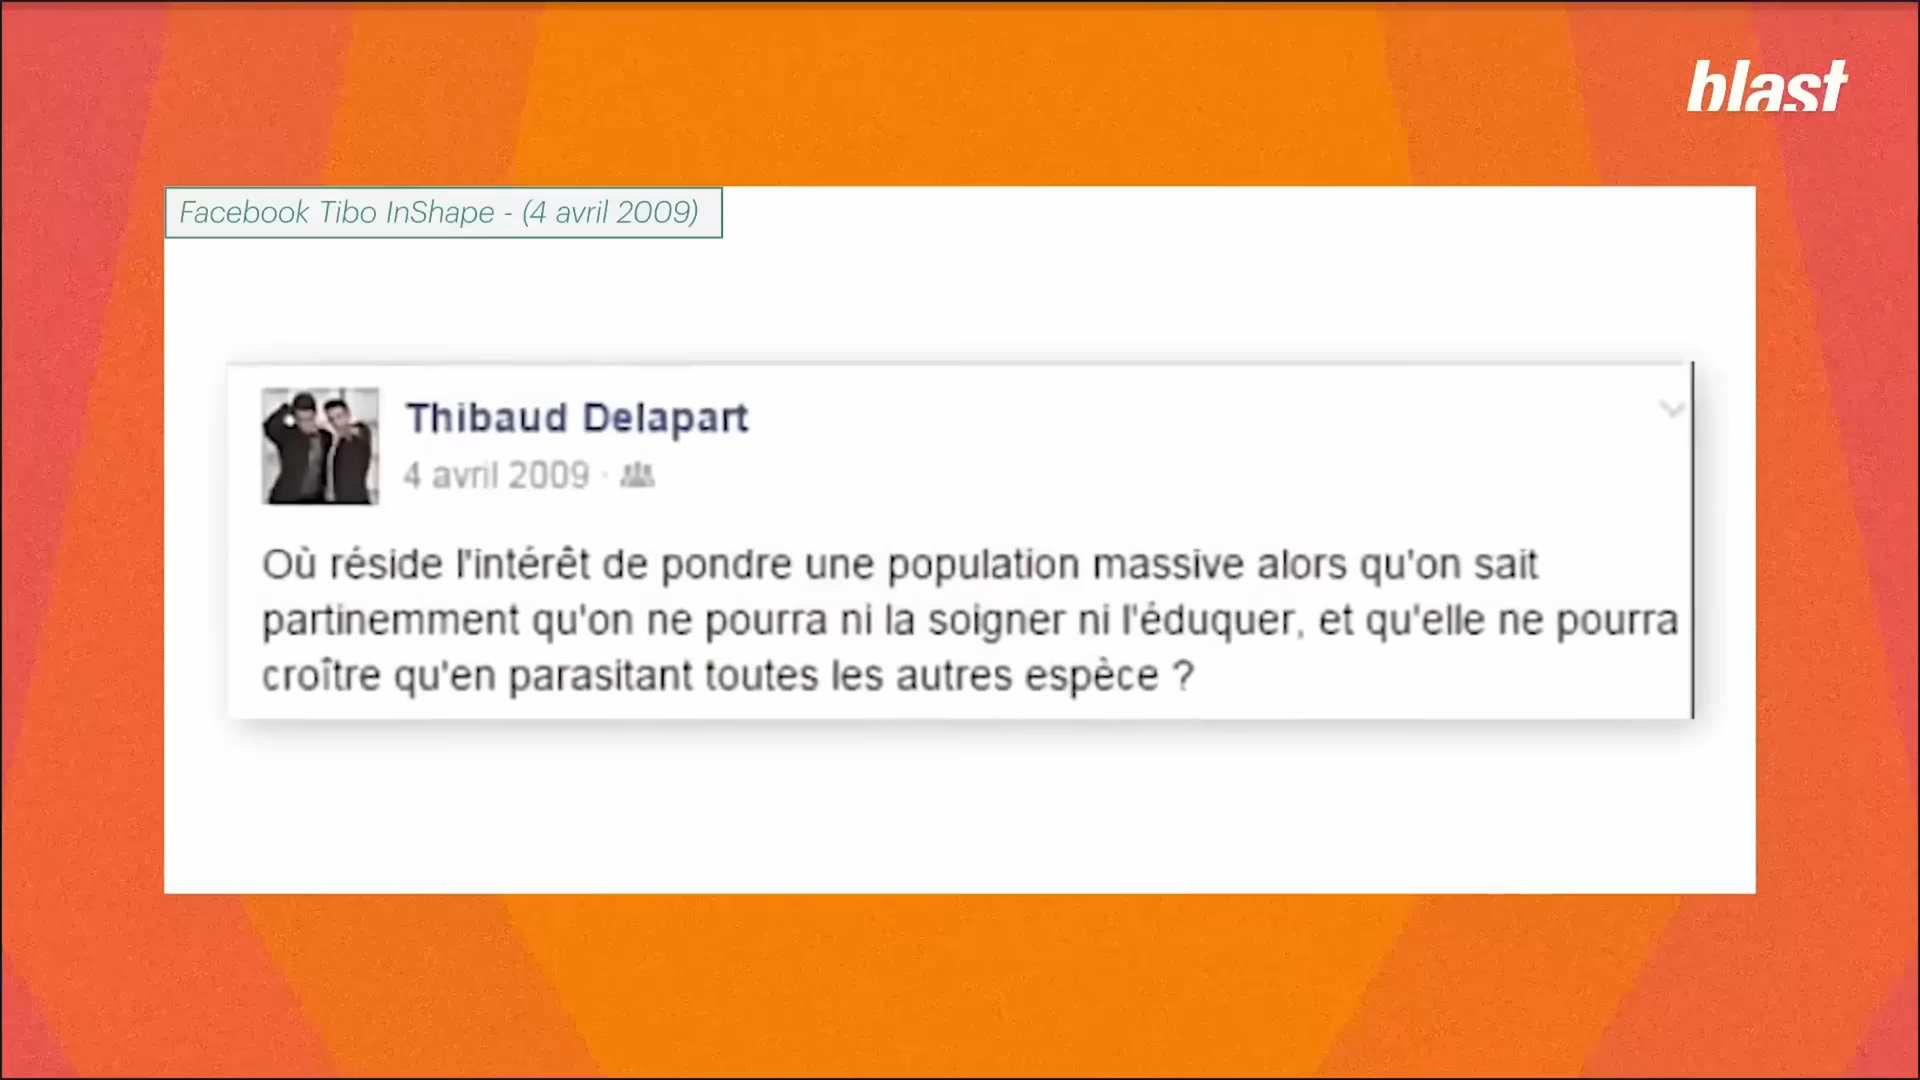 blast
Facebook Tibo InShape - (4 avril 2009)
Thibaud Delapart
4 avril 2009 ·
Où réside l'intérêt de pondre une population massive alors qu'on sait
partinemment qu'on ne pourra ni la soigner ni l'éduquer, et qu'elle ne pourra
croître qu'en parasitant toutes les autres espèce ?